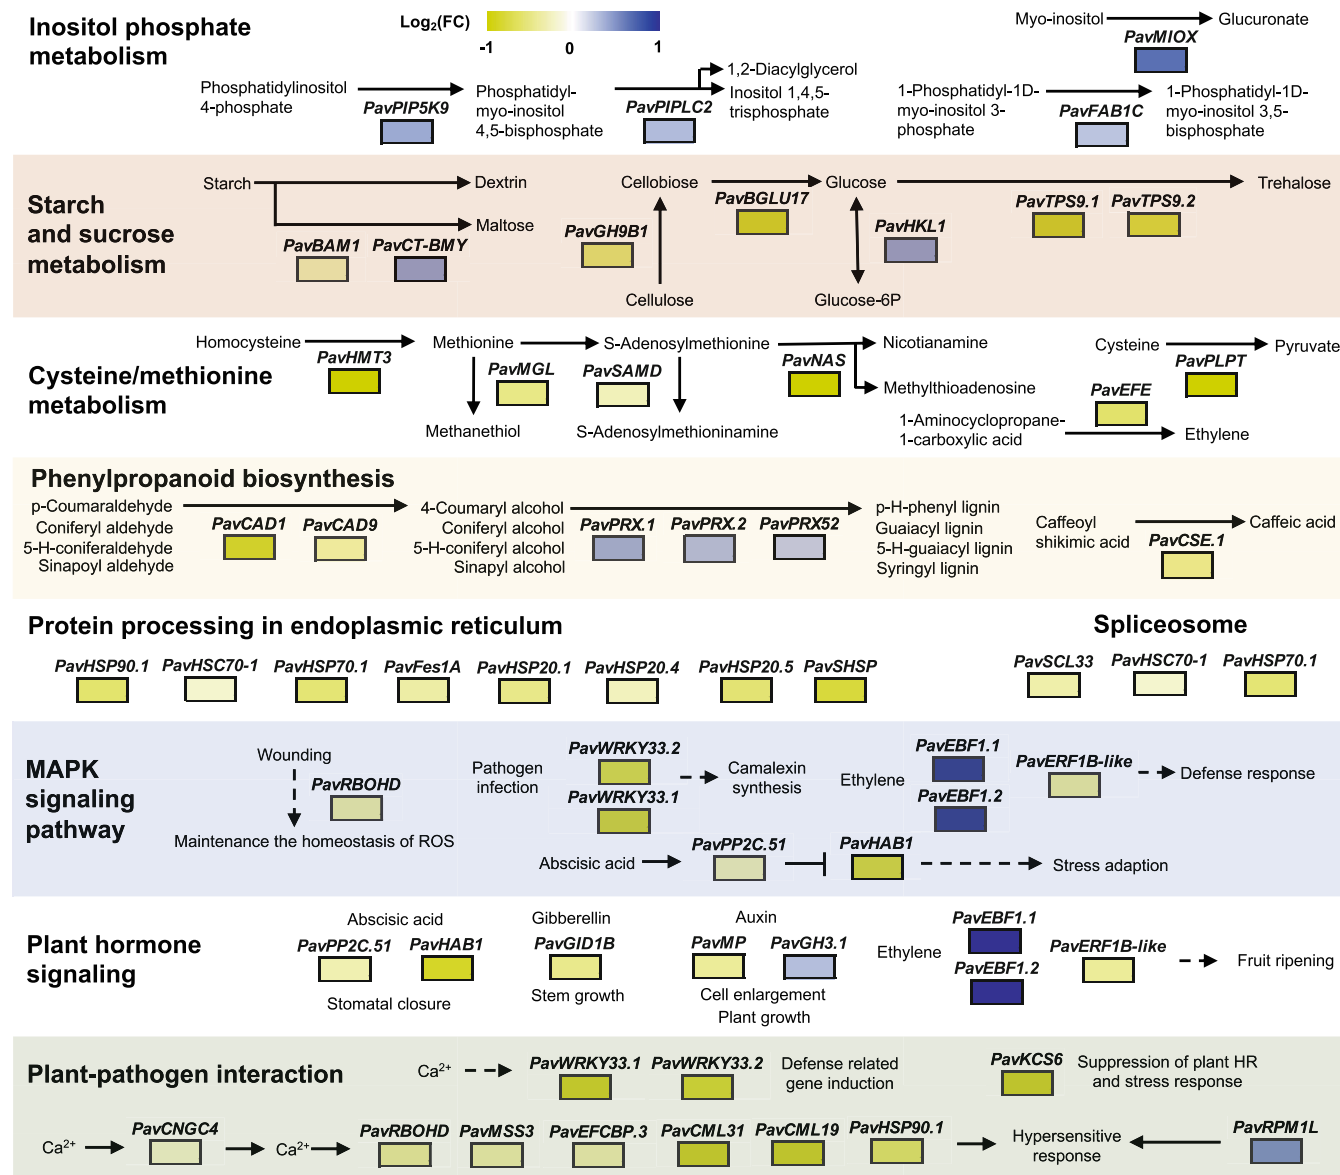 Inositol phosphate
metabolism
Log₂(FC)
-1 0 1
Myo-inositol
Glucuronate
PavMIOX
Phosphatidylinositol
4-phosphate
PavPIP5K9
Phosphatidyl-
myo-inositol
4,5-bisphosphate
PavPIPLC2
1,2-Diacylglycerol
Inositol 1,4,5-
trisphosphate
1-Phosphatidyl-1D-
myo-inositol 3-
phosphate
PavFAB1C
1-Phosphatidyl-1D-
myo-inositol 3,5-
bisphosphate
Starch
and sucrose
metabolism
Starch
Dextrin
Maltose
PavBAM1
PavCT-BMY
Cellobiose
PavBGLU17
Glucose
PavGH9B1
PavHKL1
Cellulose
Glucose-6P
PavTPS9.1
PavTPS9.2
Trehalose
Cysteine/methionine
metabolism
Homocysteine
PavHMT3
Methionine
PavMGL
Methanethiol
S-Adenosylmethionine
PavSAMD
S-Adenosylmethioninamine
PavNAS
Nicotianamine
Methylthioadenosine
Cysteine
PavPLPT
Pyruvate
1-Aminocyclopropane-
1-carboxylic acid
PavEFE
Ethylene
Phenylpropanoid biosynthesis
p-Coumaraldehyde
Coniferyl aldehyde
5-H-coniferaldehyde
Sinapoyl aldehyde
PavCAD1
PavCAD9
4-Coumaryl alcohol
Coniferyl alcohol
5-H-coniferyl alcohol
Sinapyl alcohol
PavPRX.1
PavPRX.2
PavPRX52
p-H-phenyl lignin
Guaiacyl lignin
5-H-guaiacyl lignin
Syringyl lignin
Caffeoyl
shikimic acid
PavCSE.1
Caffeic acid
Protein processing in endoplasmic reticulum
PavHSP90.1
PavHSC70-1
PavHSP70.1
PavFes1A
PavHSP20.1
PavHSP20.4
PavHSP20.5
PavSHSP
Spliceosome
PavSCL33
PavHSC70-1
PavHSP70.1
MAPK
signaling
pathway
Wounding
PavRBOHD
Maintenance the homeostasis of ROS
Pathogen
infection
PavWRKY33.2
PavWRKY33.1
Camalexin
synthesis
Ethylene
PavEBF1.1
PavEBF1.2
PavERF1B-like
Defense response
Abscisic acid
PavPP2C.51
PavHAB1
Stress adaption
Plant hormone
signaling
Abscisic acid
PavPP2C.51
PavHAB1
Stomatal closure
Gibberellin
PavGID1B
Stem growth
Auxin
PavMP
PavGH3.1
Cell enlargement
Plant growth
Ethylene
PavEBF1.1
PavEBF1.2
PavERF1B-like
Fruit ripening
Plant-pathogen interaction
Ca²⁺
PavWRKY33.1
PavWRKY33.2
Defense related
gene induction
PavKCS6
Suppression of plant HR
and stress response
Ca²⁺
PavCNGC4
Ca²⁺
PavRBOHD
PavMSS3
PavEFCBP.3
PavCML31
PavCML19
PavHSP90.1
Hypersensitive
response
PavRPM1L